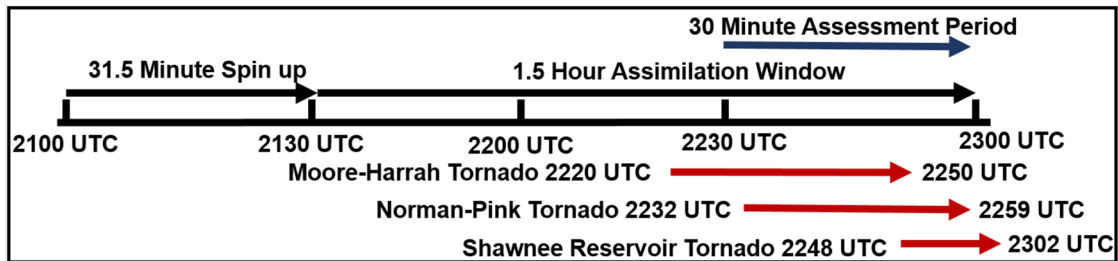 30 Minute Assessment Period
31.5 Minute Spin up
1.5 Hour Assimilation Window
2100 UTC
2130 UTC
2200 UTC
2230 UTC
2300 UTC
Moore-Harrah Tornado 2220 UTC
2250 UTC
Norman-Pink Tornado 2232 UTC
2259 UTC
Shawnee Reservoir Tornado 2248 UTC
2302 UTC